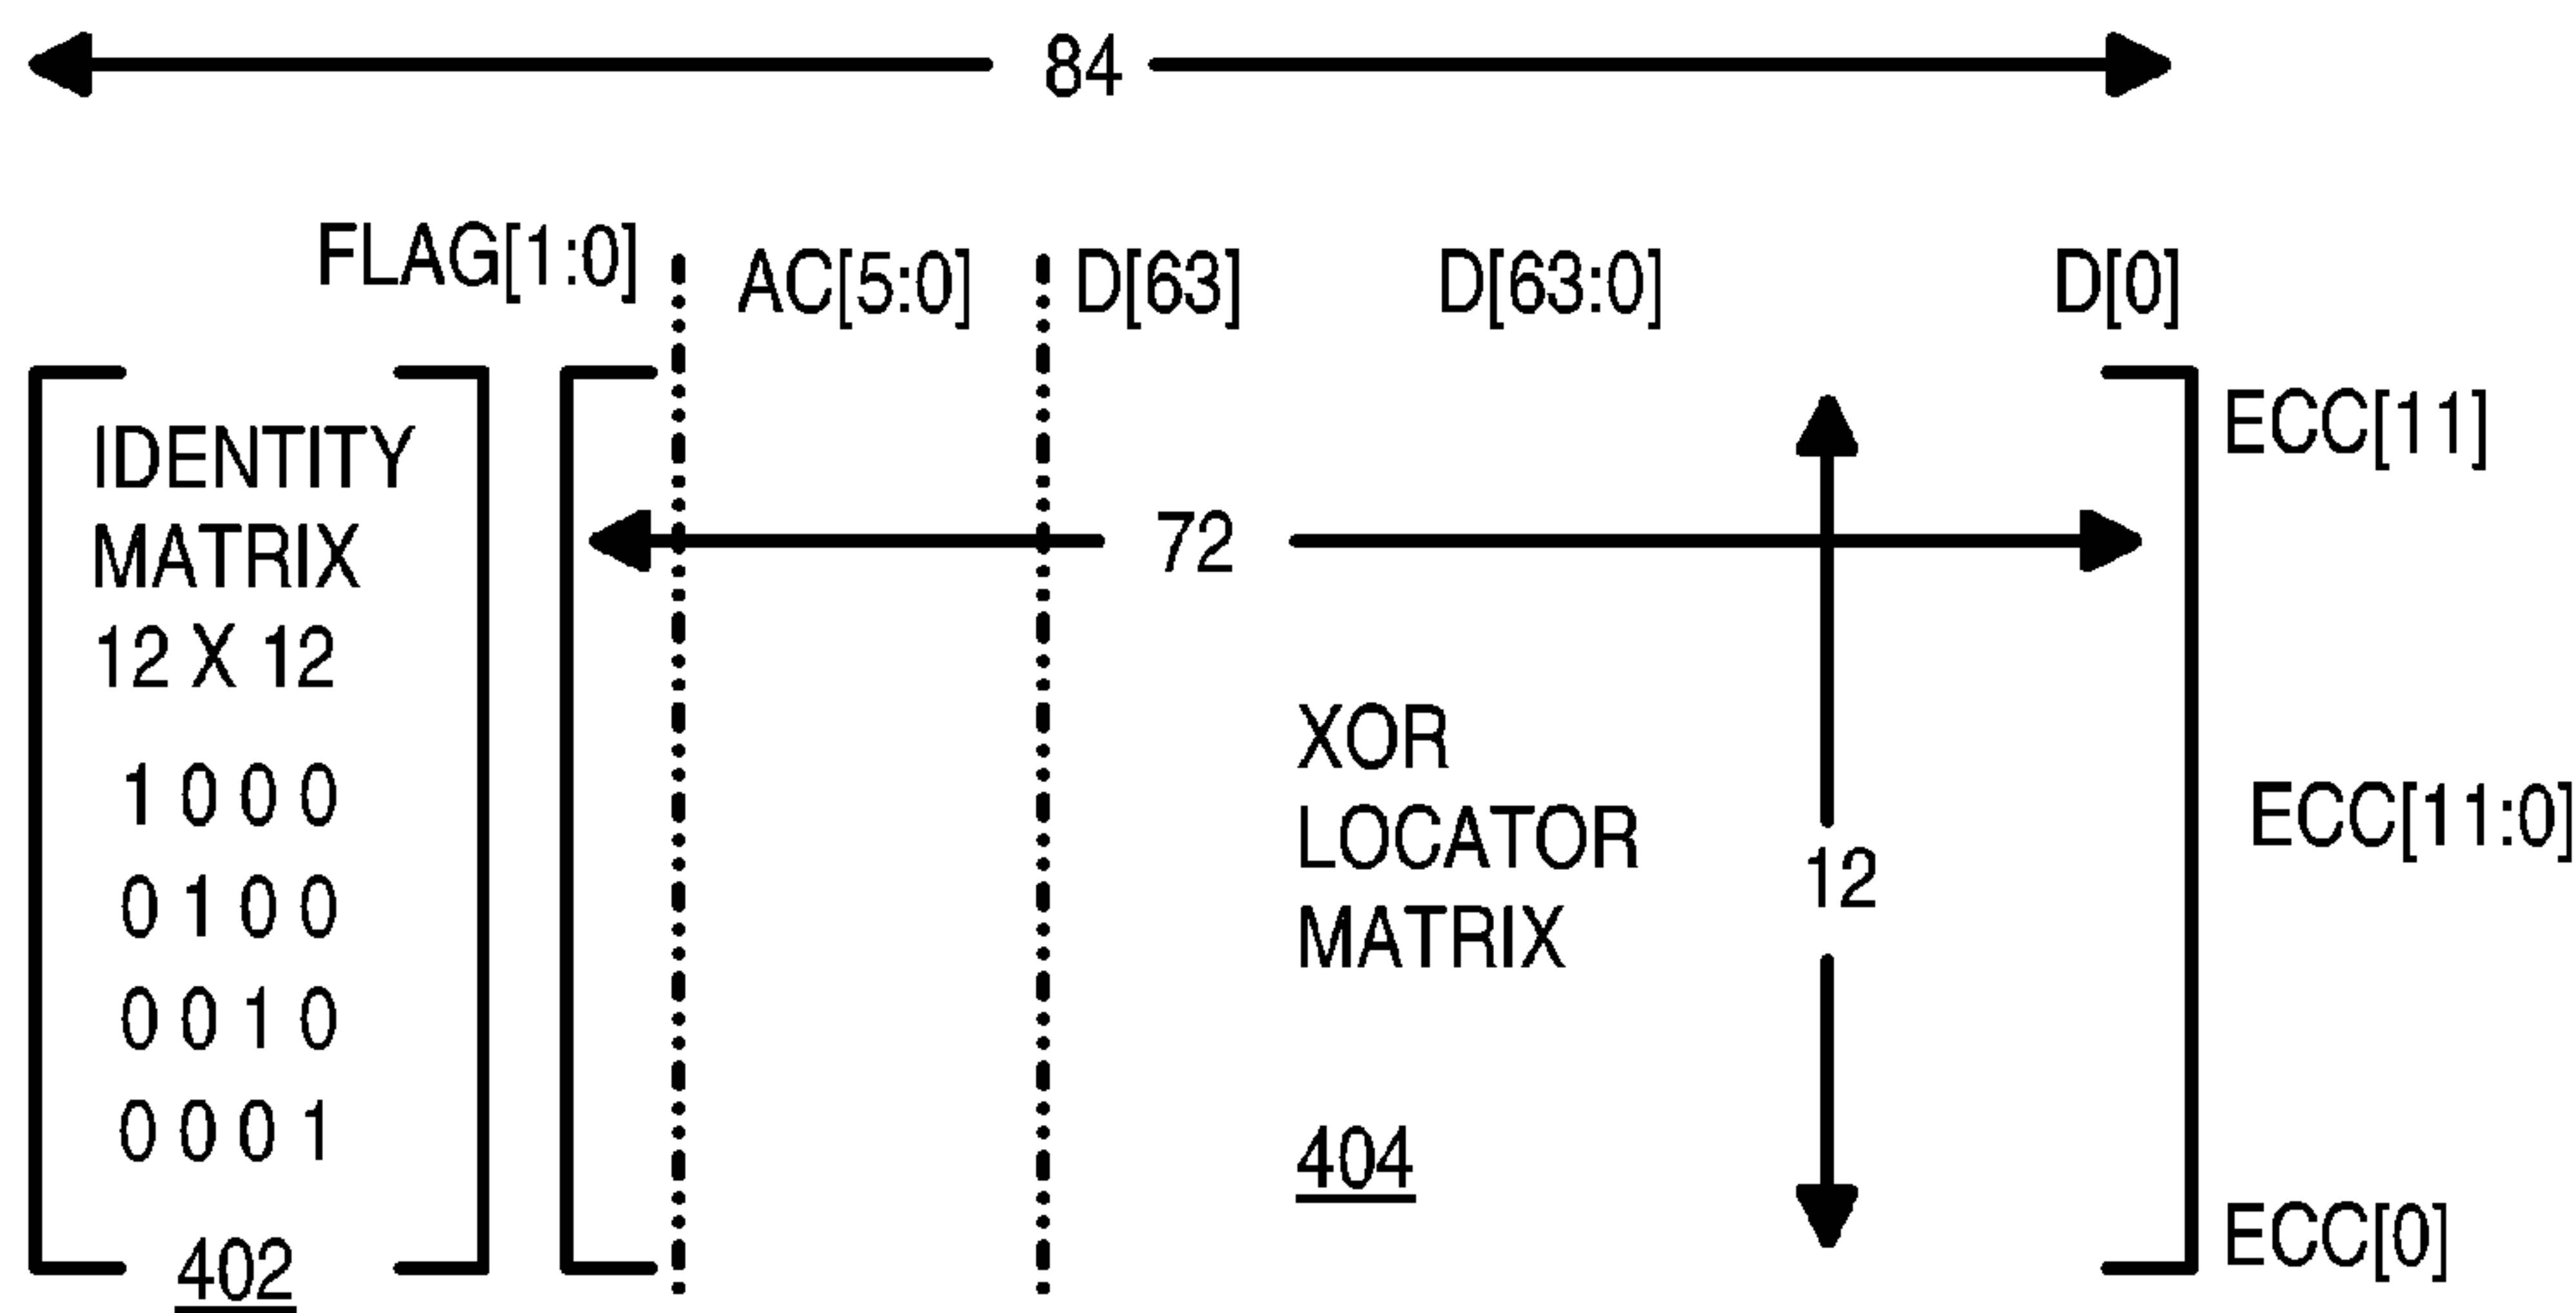 84
FLAG[1:0] AC[5:0] D[63] D[63:0] D[0]
IDENTITY
MATRIX
12 X 12
1 0 0 0
0 1 0 0
0 0 1 0
0 0 0 1
402
72
XOR
LOCATOR
MATRIX
404
12
ECC[11]
ECC[11:0]
ECC[0]